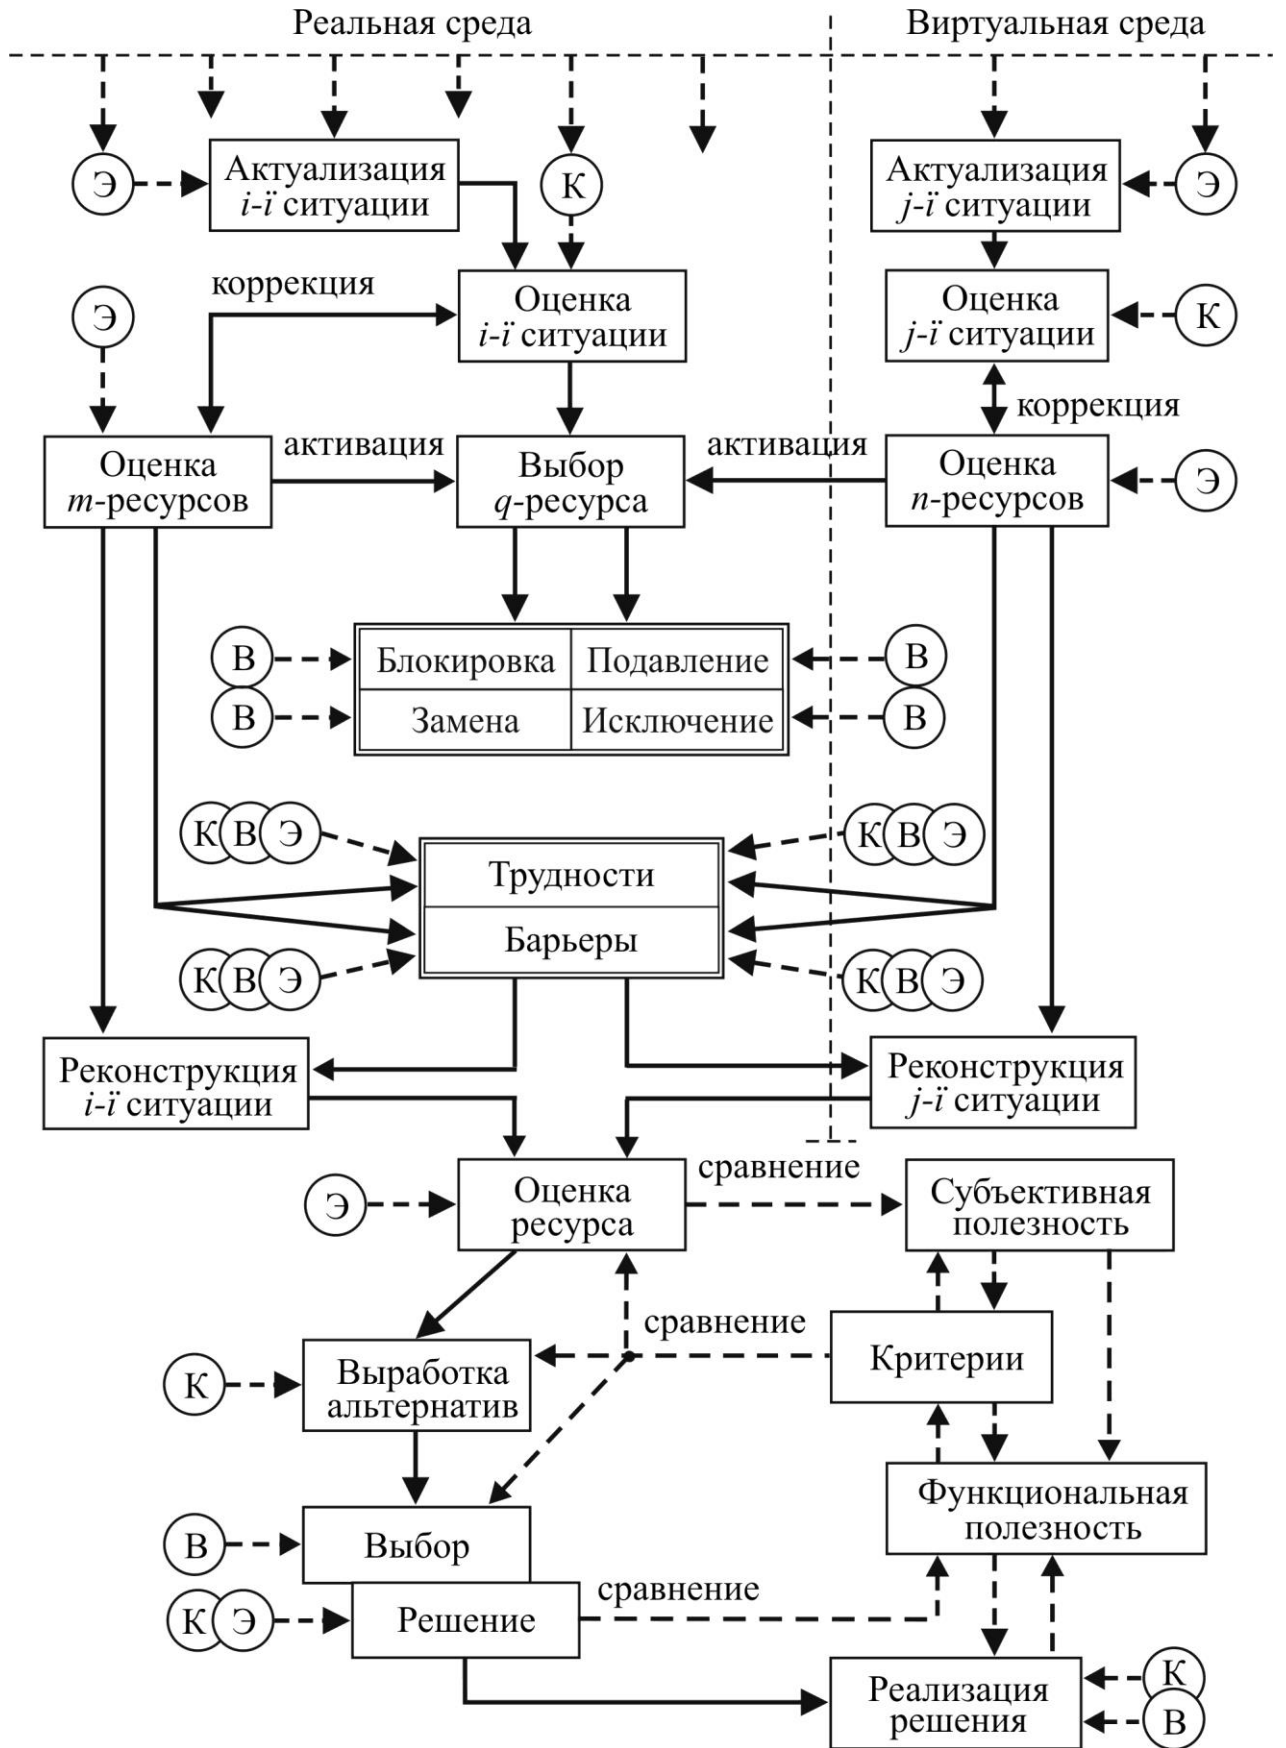 Реальная среда
Виртуальная среда
Э
Актуализация
i-ї ситуации
К
Актуализация
j-ї ситуации
Э
коррекция
Э
Оценка
i-ї ситуации
Оценка
j-ї ситуации
К
коррекция
Оценка
m-ресурсов
активация
Выбор
q-ресурса
активация
Оценка
n-ресурсов
Э
В
Блокировка
Подавление
В
В
Замена
Исключение
В
К В Э
К В Э
Трудности
Барьеры
К В Э
К В Э
Реконструкция
i-ї ситуации
Реконструкция
j-ї ситуации
Э
Оценка
ресурса
сравнение
Субъективная
полезность
сравнение
К
Выработка
альтернатив
Критерии
Функциональная
полезность
В
Выбор
К Э
Решение
сравнение
Реализация
решения
К
В